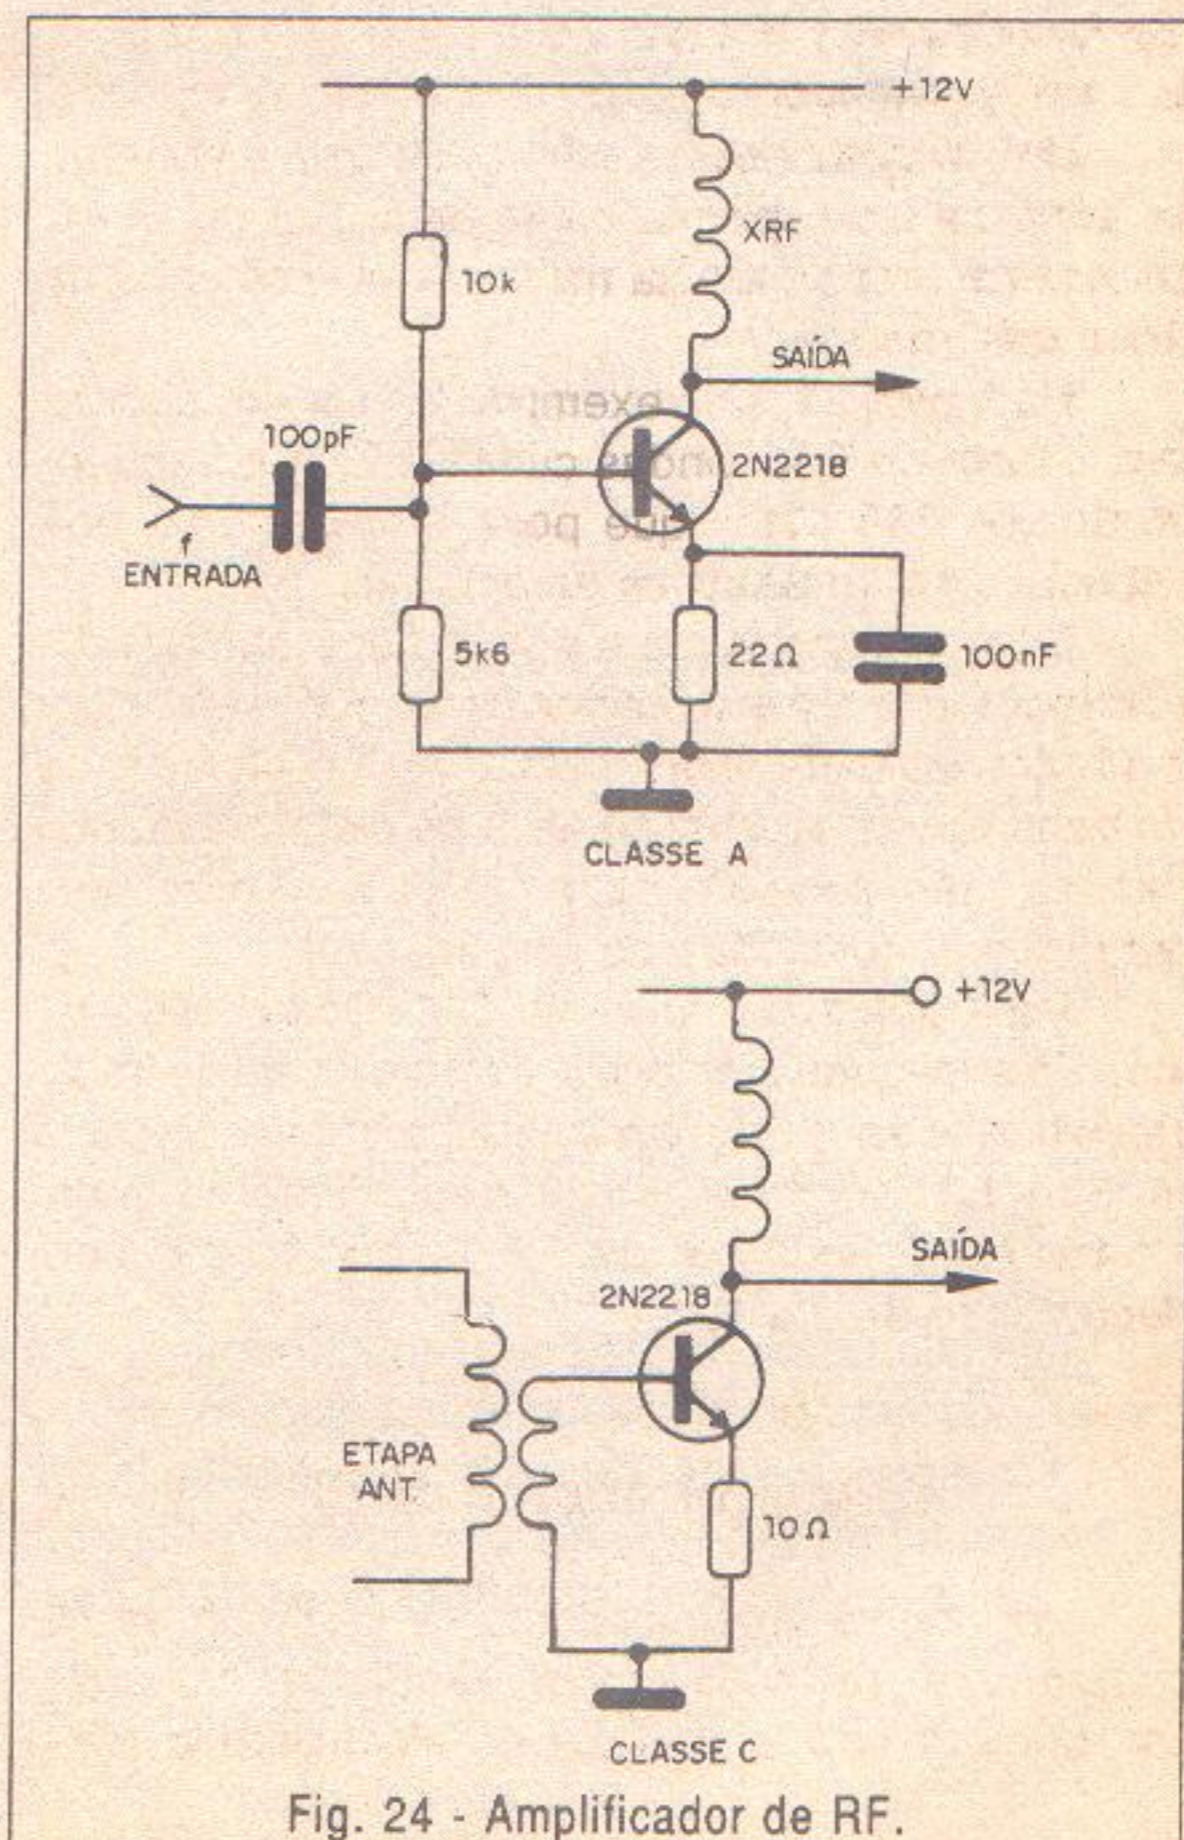 +12V
10k
XRF
SAÍDA
100pF
2N2218
f
ENTRADA
5k6
22Ω
100nF
CLASSE A
+12V
SAÍDA
2N2218
ETAPA
ANT.
10Ω
CLASSE C
Fig. 24 - Amplificador de RF.